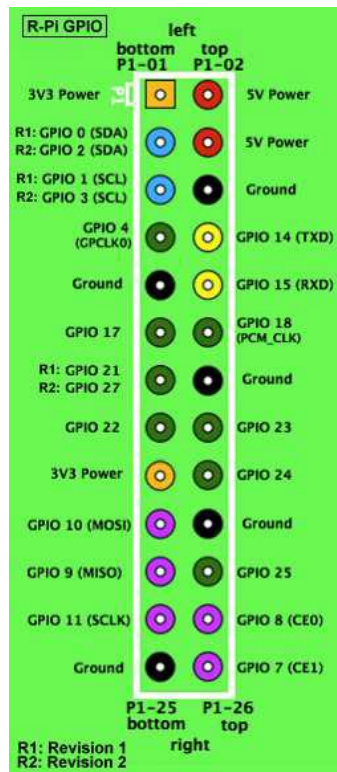 R-Pi GPIO
left
bottom top
P1-01 P1-02
3V3 Power P1 5V Power
R1: GPIO 0 (SDA)
R2: GPIO 2 (SDA)
5V Power
R1: GPIO 1 (SCL)
R2: GPIO 3 (SCL)
Ground
GPIO 4
(GPCLK0)
GPIO 14 (TXD)
Ground GPIO 15 (RXD)
GPIO 17
GPIO 18
(PCM_CLK)
R1: GPIO 21
R2: GPIO 27
Ground
GPIO 22 GPIO 23
3V3 Power GPIO 24
GPIO 10 (MOSI) Ground
GPIO 9 (MISO) GPIO 25
GPIO 11 (SCLK) GPIO 8 (CE0)
Ground GPIO 7 (CE1)
P1-25 P1-26
bottom top
right
R1: Revision 1
R2: Revision 2